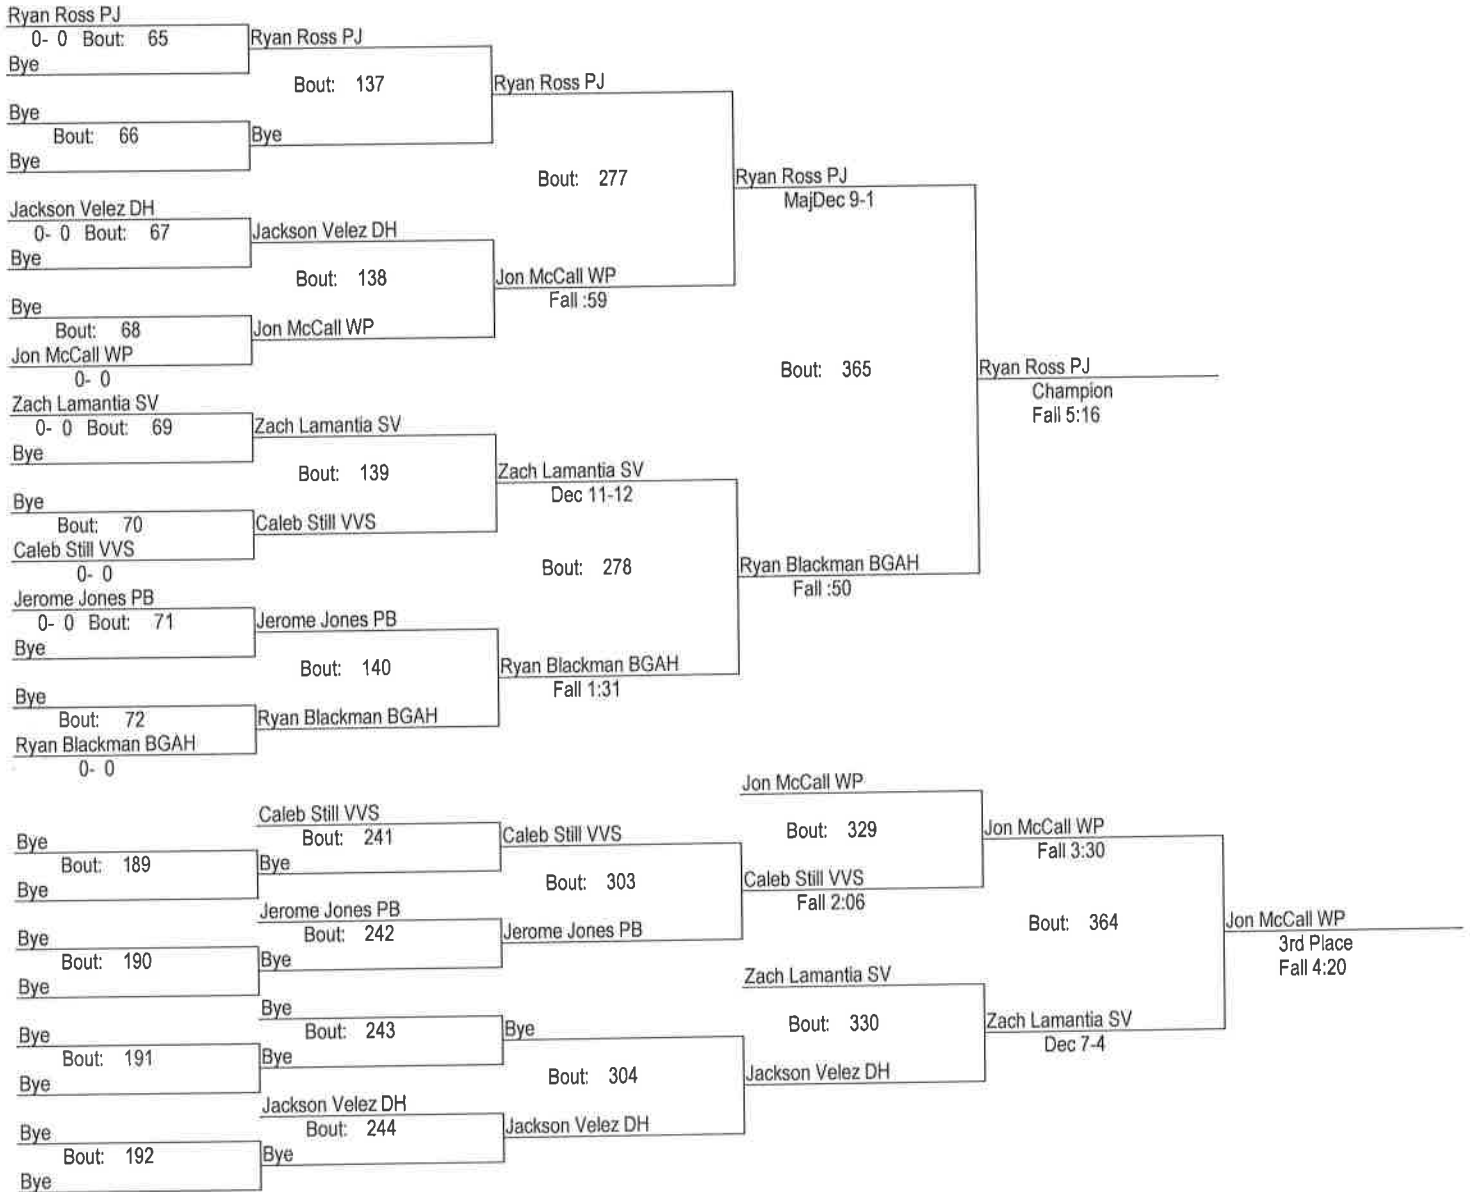 Ryan Ross PJ
0- 0 Bout: 65
Bye
Bye
Bout: 66
Bye
Jackson Velez DH
0- 0 Bout: 67
Bye
Bye
Bout: 68
Jon McCall WP
0- 0
Zach Lamantia SV
0- 0 Bout: 69
Bye
Bye
Bout: 70
Caleb Still VVS
0- 0
Jerome Jones PB
0- 0 Bout: 71
Bye
Bye
Bout: 72
Ryan Blackman BGAH
0- 0
Ryan Ross PJ
Bout: 137
Bye
Jackson Velez DH
Bout: 138
Jon McCall WP
Zach Lamantia SV
Bout: 139
Caleb Still VVS
Jerome Jones PB
Bout: 140
Ryan Blackman BGAH
Ryan Ross PJ
Bout: 277
Jon McCall WP
Fall :59
Zach Lamantia SV
Dec 11-12
Bout: 278
Ryan Blackman BGAH
Fall 1:31
Ryan Ross PJ
MajDec 9-1
Bout: 365
Ryan Blackman BGAH
Fall :50
Ryan Ross PJ
Champion
Fall 5:16
Bye
Bout: 189
Bye
Bye
Bout: 190
Bye
Bye
Bout: 191
Bye
Bye
Bout: 192
Bye
Caleb Still VVS
Bout: 241
Bye
Jerome Jones PB
Bout: 242
Bye
Bye
Bout: 243
Bye
Jackson Velez DH
Bout: 244
Bye
Caleb Still VVS
Bout: 303
Jerome Jones PB
Bye
Bout: 304
Jackson Velez DH
Jon McCall WP
Bout: 329
Caleb Still VVS
Fall 2:06
Zach Lamantia SV
Bout: 330
Jackson Velez DH
Jon McCall WP
Fall 3:30
Bout: 364
Zach Lamantia SV
Dec 7-4
Jon McCall WP
3rd Place
Fall 4:20